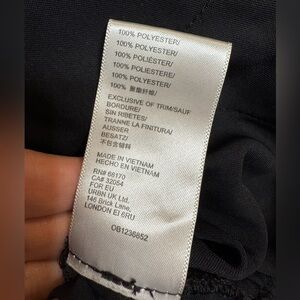 100% POLYESTER/
100% POLYESTER/
100% POLIÉSTER/
100% POLIESTERE/
100% POLYESTER/
100% 聚酯纤维/
EXCLUSIVE OF TRIM/SAUF
BORDURE/
SIN RIBETES/
TRANNE LA FINITURA/
AUSSER
BESATZ/
不包含辅料
MADE IN VIETNAM
HECHO EN VIETNAM
RN# 66170
CA# 32054
FOR EU
URBN UK Ltd.
146 Brick Lane,
LONDON E1 6RU
OB1236852